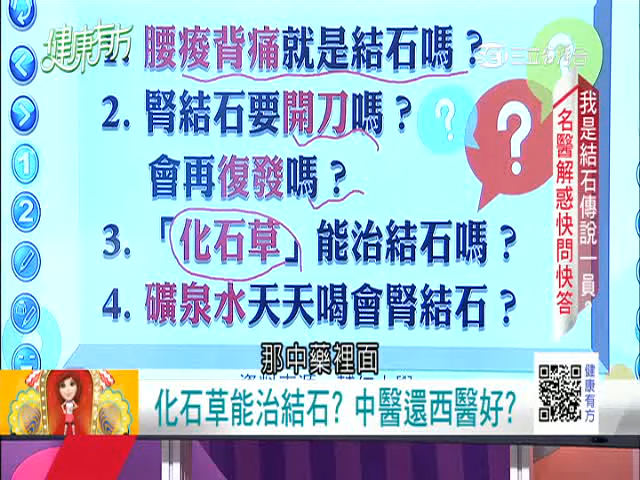 健康有方
1. 腰痠背痛就是結石嗎？
2. 腎結石要開刀嗎？
會再復發嗎？
3. 「化石草」能治結石嗎？
4. 礦泉水天天喝會腎結石？
我是結石傳說一員
名醫解惑快問快答
1
2
那中藥裡面
化石草能治結石? 中醫還西醫好?
健康有方